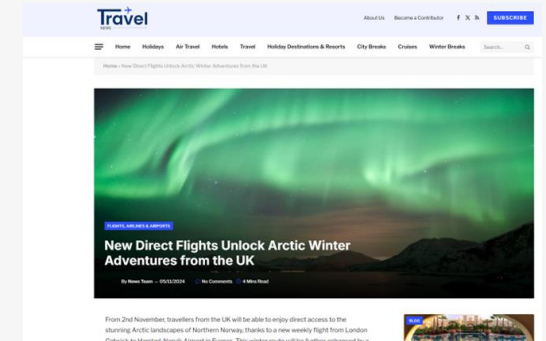 Travel
NEWS
About Us Become a Contributor
SUBSCRIBE
Home Holidays Air Travel Hotels Travel Holiday Destinations & Resorts City Breaks Cruises Winter Breaks Search...
Home » New Direct Flights Unlock Arctic Winter Adventures from the UK
FLIGHTS, AIRLINES & AIRPORTS
New Direct Flights Unlock Arctic Winter
Adventures from the UK
By News Team — 05/11/2024 No Comments 4 Mins Read
From 2nd November, travellers from the UK will be able to enjoy direct access to the
stunning Arctic landscapes of Northern Norway, thanks to a new weekly flight from London
BLOG